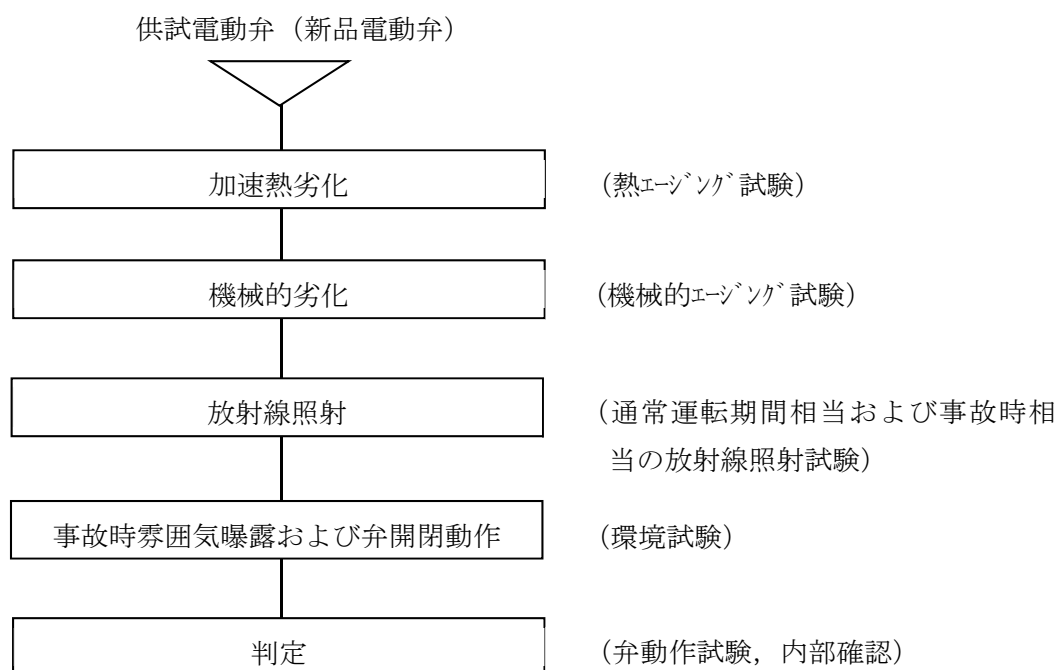 供試電動弁（新品電動弁）
加速熱劣化
（熱ｴｰｼﾞﾝｸﾞ試験）
機械的劣化
（機械的ｴｰｼﾞﾝｸﾞ試験）
放射線照射
（通常運転期間相当および事故時相
当の放射線照射試験）
事故時雰囲気曝露および弁開閉動作
（環境試験）
判定
（弁動作試験，内部確認）